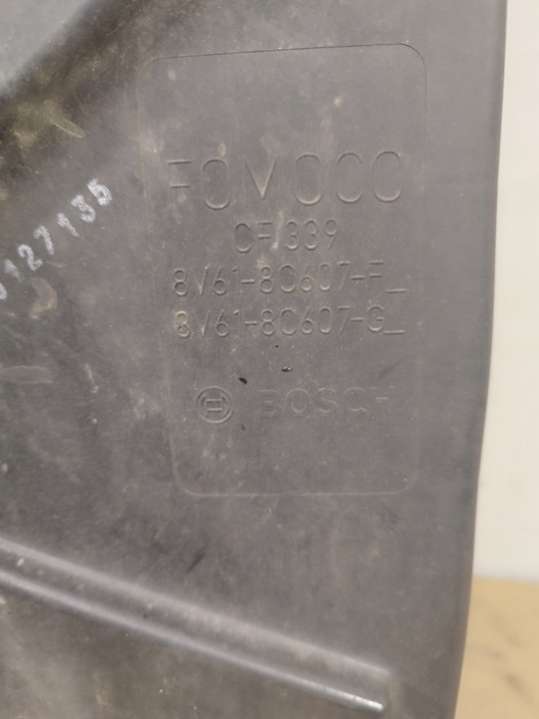 FOMOCO
CF/339
8V61-8C607-F_
8V61-8C607-G_
BOSCH
127135